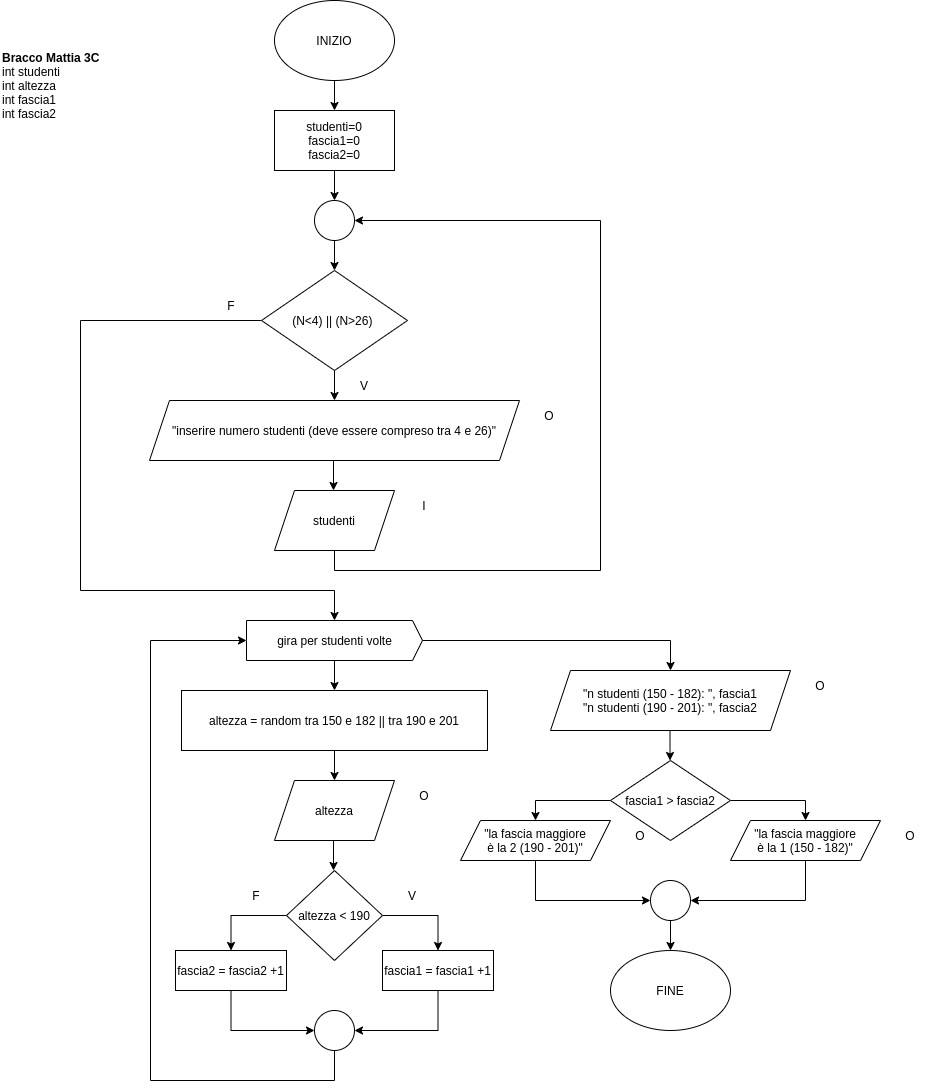 INIZIO
Bracco Mattia 3C
int studenti
int altezza
int fascia1
int fascia2
studenti=0
fascia1=0
fascia2=0
F
(N<4) || (N>26)
V
O
"inserire numero studenti (deve essere compreso tra 4 e 26)"
I
studenti
gira per studenti volte
altezza = random tra 150 e 182 || tra 190 e 201
O
altezza
F
V
altezza < 190
fascia2 = fascia2 +1
fascia1 = fascia1 +1
O
"n studenti (150 - 182): ", fascia1
"n studenti (190 - 201): ", fascia2
fascia1 > fascia2
"la fascia maggiore
è la 2 (190 - 201)"
O
"la fascia maggiore
è la 1 (150 - 182)"
O
FINE